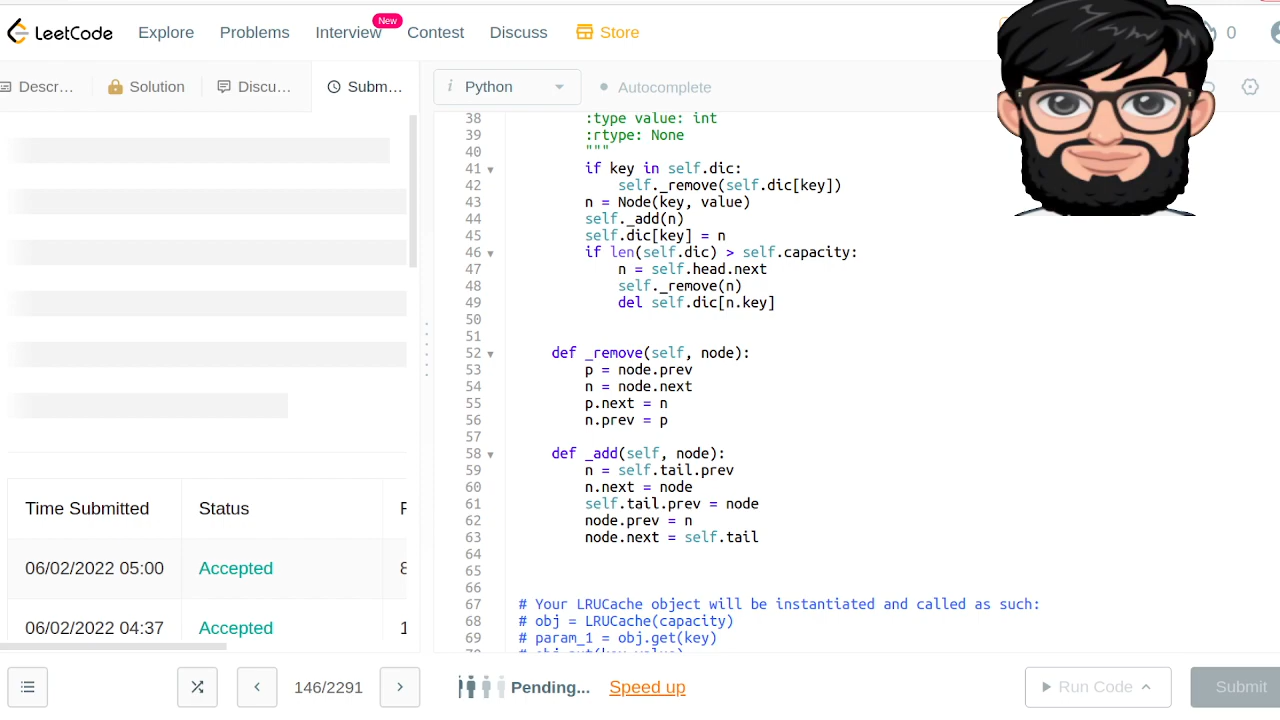 LeetCode Explore Problems Interview New Contest Discuss Store 0
Descr... Solution Discu... Subm...
i Python Autocomplete
38 :type value: int
39 :rtype: None
40 """
41 if key in self.dic:
42 self._remove(self.dic[key])
43 n = Node(key, value)
44 self._add(n)
45 self.dic[key] = n
46 if len(self.dic) > self.capacity:
47 n = self.head.next
48 self._remove(n)
49 del self.dic[n.key]
50
51
52 def _remove(self, node):
53 p = node.prev
54 n = node.next
55 p.next = n
56 n.prev = p
57
58 def _add(self, node):
59 n = self.tail.prev
60 n.next = node
61 self.tail.prev = node
62 node.prev = n
63 node.next = self.tail
64
65
66
67 # Your LRUCache object will be instantiated and called as such:
68 # obj = LRUCache(capacity)
69 # param_1 = obj.get(key)
70 # obj.put(key,value)
Time Submitted Status
06/02/2022 05:00 Accepted 8
06/02/2022 04:37 Accepted 1
146/2291
Pending... Speed up
Run Code Submit